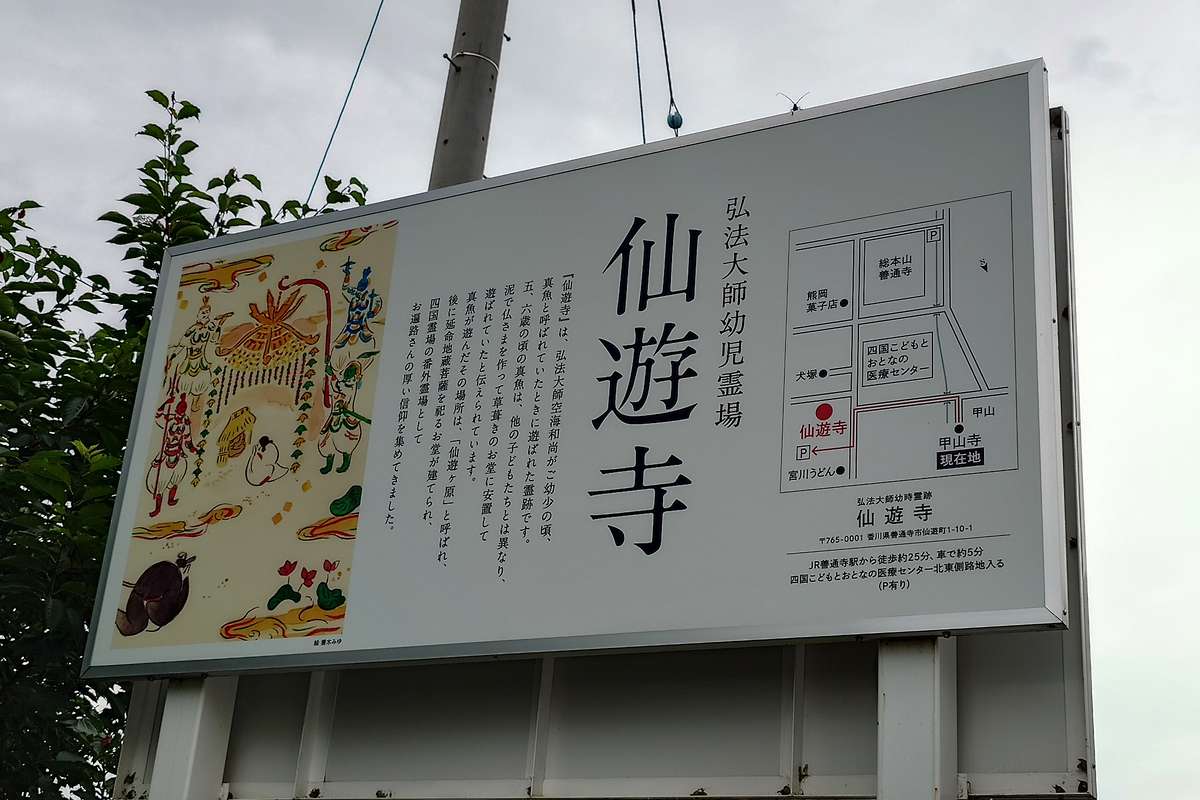 弘法大師幼児霊場
仙遊寺
『仙遊寺』は、弘法大師空海和尚がご幼少の頃、
真魚と呼ばれていたときに遊ばれた霊跡です。
五、六歳の頃の真魚は、他の子どもたちとは異なり、
泥で仏さまを作って草葺きのお堂に安置して
遊ばれていたと伝えられています。
真魚が遊んだその場所は、「仙遊ヶ原」と呼ばれ、
後に延命地蔵菩薩を祀るお堂が建てられ、
四国霊場の番外霊場として
お遍路さんの厚い信仰を集めてきました。
P
総本山
善通寺
熊岡
菓子店
四国こどもと
おとなの
医療センター
犬塚
仙遊寺
P
宮川うどん
甲山
甲山寺
現在地
弘法大師幼時霊跡
仙遊寺
〒765-0001 香川県善通寺市仙遊町1-10-1
JR善通寺駅から徒歩約25分、車で約5分
四国こどもとおとなの医療センター北東側路地入る
(P有り)